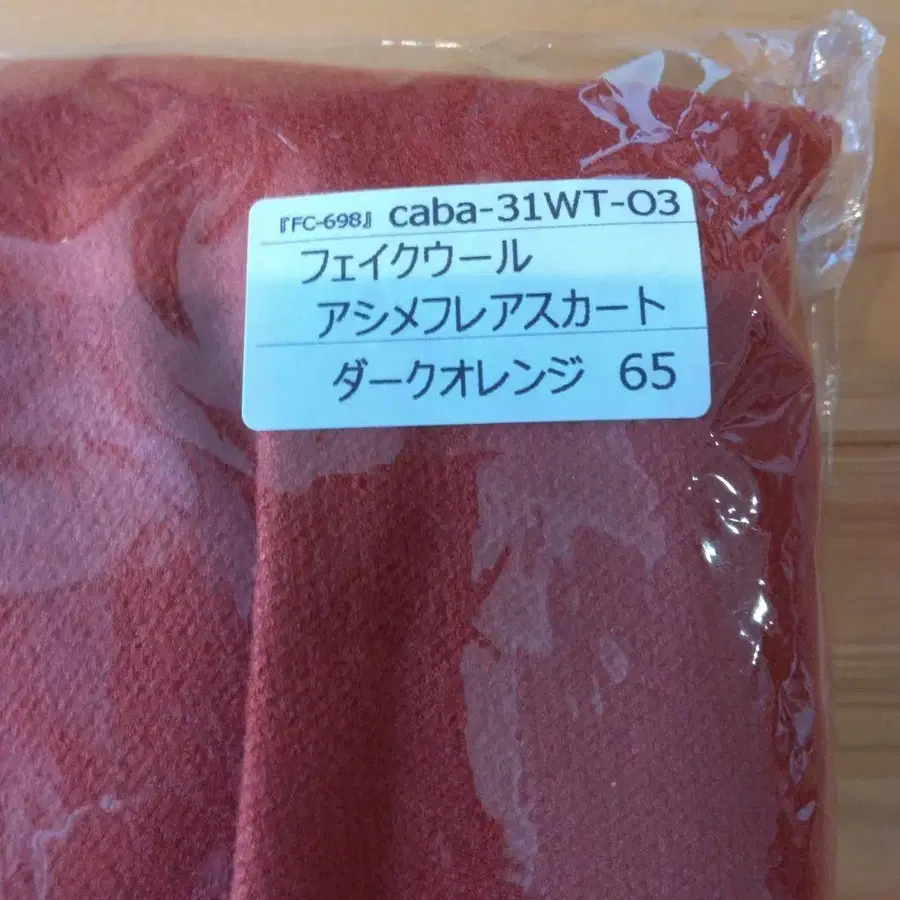 『FC-698』 caba-31WT-O3
フェイクウール
アシメフレアスカート
ダークオレンジ 65